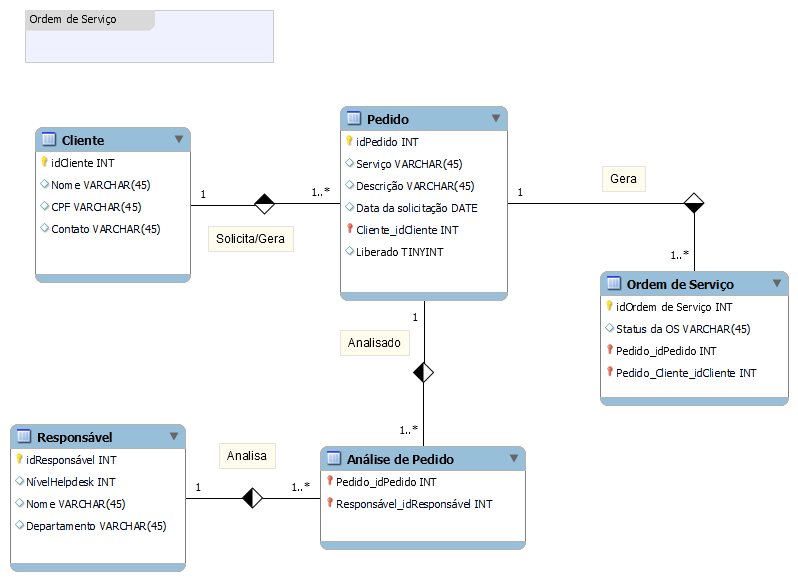 Ordem de Serviço
Cliente
idCliente INT
Nome VARCHAR(45)
CPF VARCHAR(45)
Contato VARCHAR(45)
1
1..*
Solicita/Gera
Pedido
idPedido INT
Serviço VARCHAR(45)
Descrição VARCHAR(45)
Data da solicitação DATE
Cliente_idCliente INT
Liberado TINYINT
1
Gera
1..*
Ordem de Serviço
idOrdem de Serviço INT
Status da OS VARCHAR(45)
Pedido_idPedido INT
Pedido_Cliente_idCliente INT
1
Analisado
1..*
Responsável
idResponsável INT
NívelHelpdesk INT
Nome VARCHAR(45)
Departamento VARCHAR(45)
Analisa
1
1..*
Análise de Pedido
Pedido_idPedido INT
Responsável_idResponsável INT